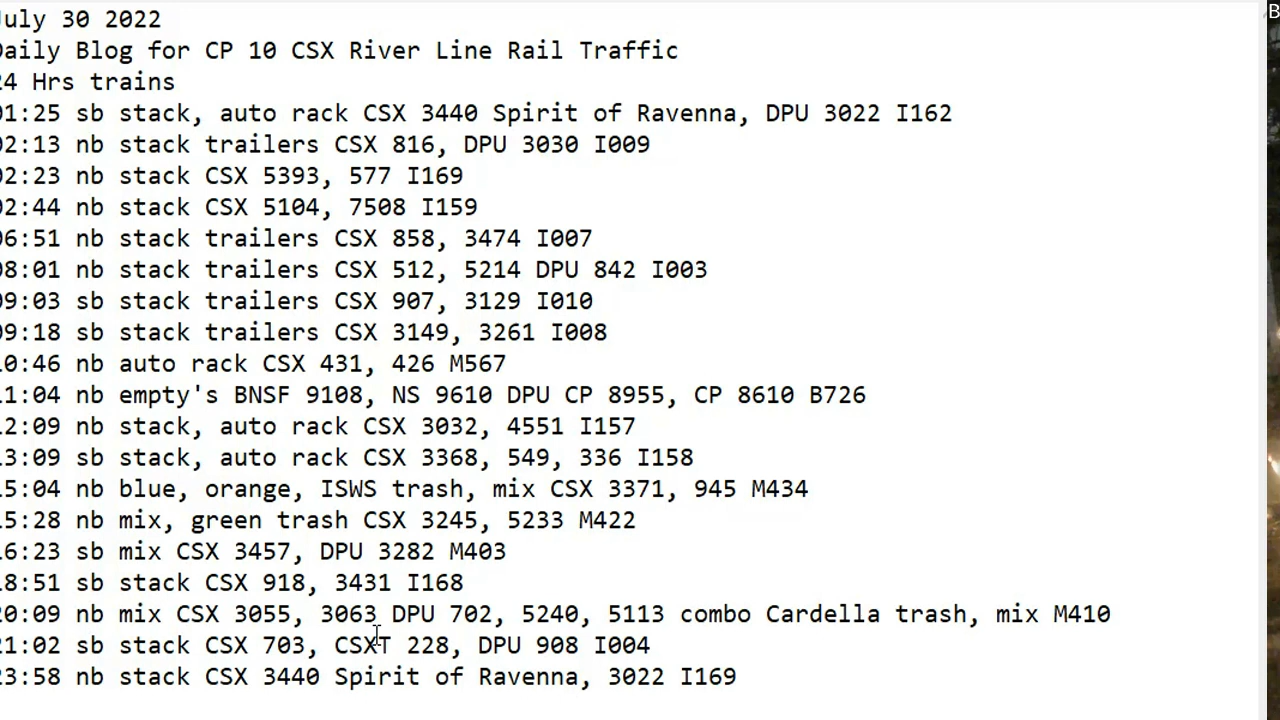 July 30 2022
Daily Blog for CP 10 CSX River Line Rail Traffic
24 Hrs trains
01:25 sb stack, auto rack CSX 3440 Spirit of Ravenna, DPU 3022 I162
02:13 nb stack trailers CSX 816, DPU 3030 I009
02:23 nb stack CSX 5393, 577 I169
02:44 nb stack CSX 5104, 7508 I159
06:51 nb stack trailers CSX 858, 3474 I007
08:01 nb stack trailers CSX 512, 5214 DPU 842 I003
09:03 sb stack trailers CSX 907, 3129 I010
09:18 sb stack trailers CSX 3149, 3261 I008
10:46 nb auto rack CSX 431, 426 M567
11:04 nb empty's BNSF 9108, NS 9610 DPU CP 8955, CP 8610 B726
12:09 nb stack, auto rack CSX 3032, 4551 I157
13:09 sb stack, auto rack CSX 3368, 549, 336 I158
15:04 nb blue, orange, ISWS trash, mix CSX 3371, 945 M434
15:28 nb mix, green trash CSX 3245, 5233 M422
16:23 sb mix CSX 3457, DPU 3282 M403
18:51 sb stack CSX 918, 3431 I168
20:09 nb mix CSX 3055, 3063 DPU 702, 5240, 5113 combo Cardella trash, mix M410
21:02 sb stack CSX 703, CSXT 228, DPU 908 I004
23:58 nb stack CSX 3440 Spirit of Ravenna, 3022 I169